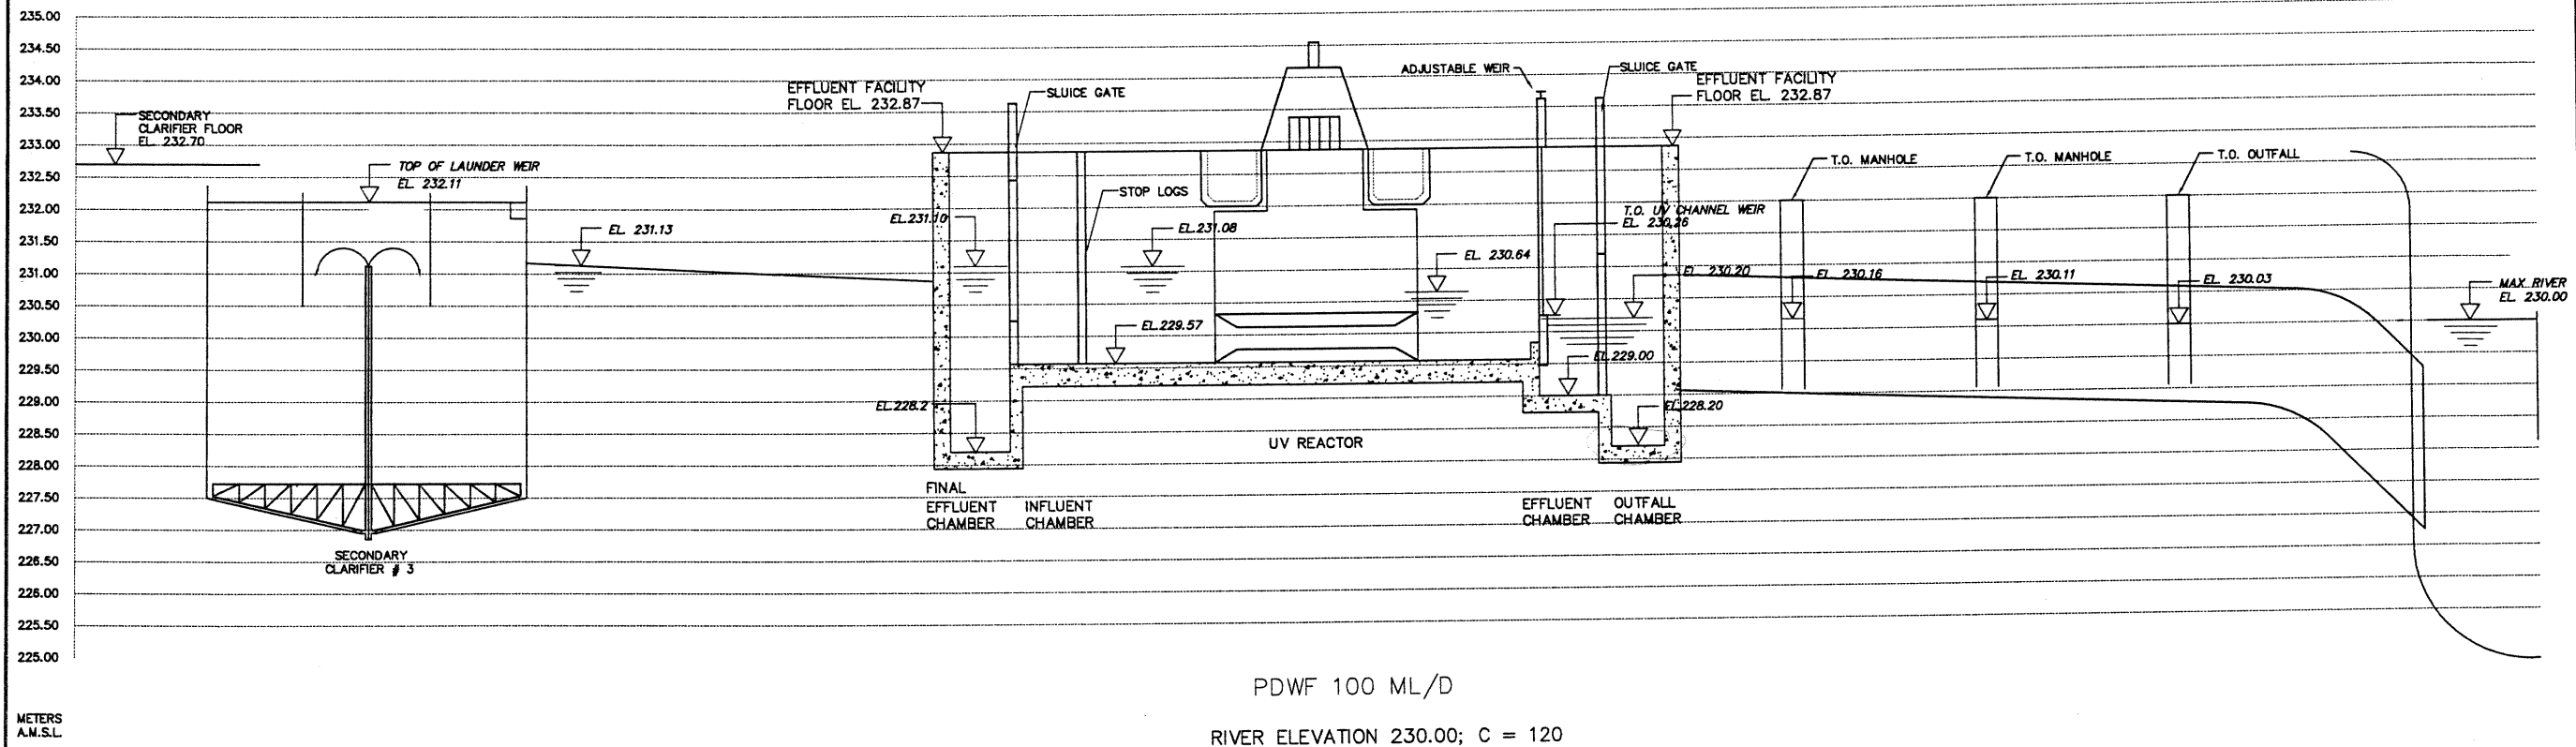 235.00
234.50
234.00
233.50
233.00
232.50
232.00
231.50
231.00
230.50
230.00
229.50
229.00
228.50
228.00
227.50
227.00
226.50
226.00
225.50
225.00
METERS
A.M.S.L.
SECONDARY
CLARIFIER FLOOR
EL. 232.70
TOP OF LAUNDER WEIR
EL. 232.11
EL. 231.13
SECONDARY
CLARIFIER # 3
EFFLUENT FACILITY
FLOOR EL. 232.87
SLUICE GATE
EL.231.10
STOP LOGS
EL.231.08
EL.229.57
EL.228.2
FINAL
EFFLUENT
CHAMBER
INFLUENT
CHAMBER
UV REACTOR
ADJUSTABLE WEIR
SLUICE GATE
EFFLUENT FACILITY
FLOOR EL. 232.87
T.O. UV CHANNEL WEIR
EL. 230.26
EL. 230.64
EL. 230.20
EL.229.00
EL.228.20
EFFLUENT
CHAMBER
OUTFALL
CHAMBER
T.O. MANHOLE
T.O. MANHOLE
T.O. OUTFALL
EL. 230.16
EL. 230.11
EL. 230.03
MAX. RIVER
EL. 230.00
PDWF 100 ML/D
RIVER ELEVATION 230.00; C = 120